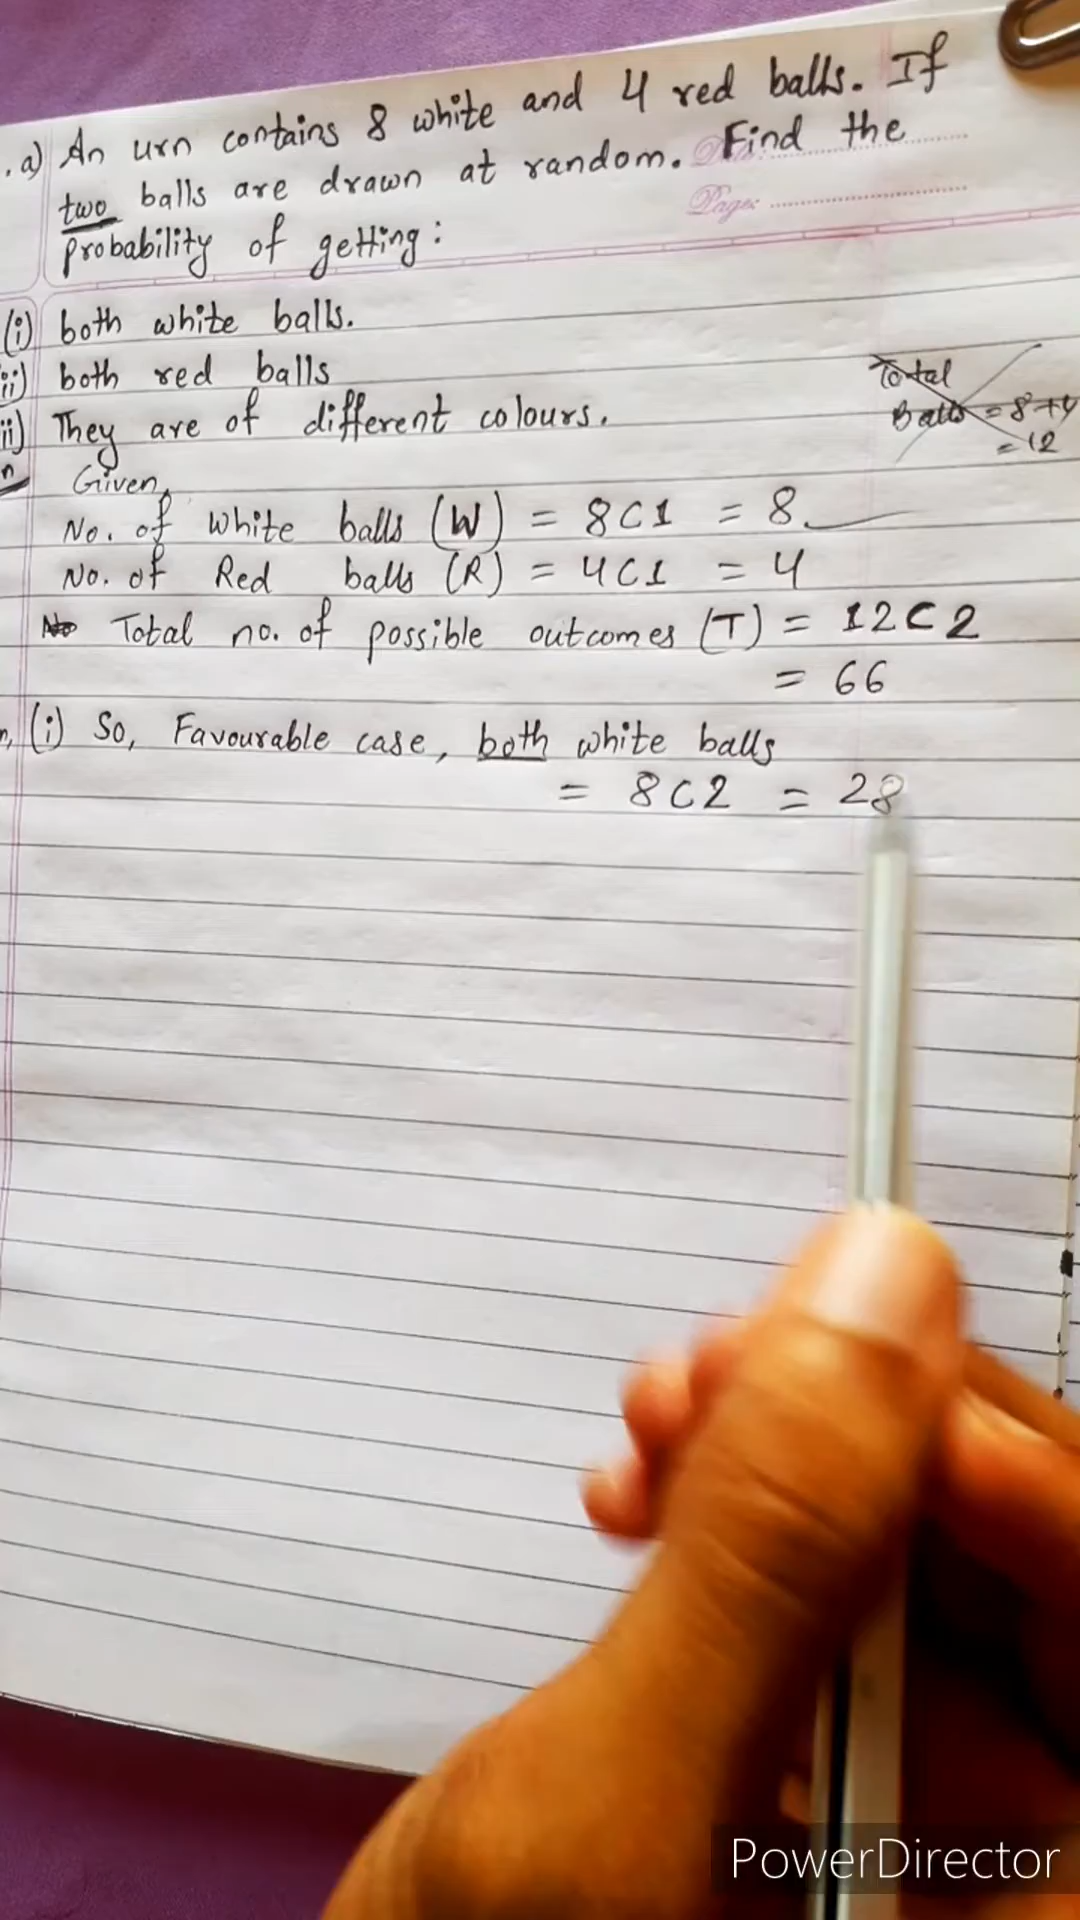 .a) An urn contains 8 white and 4 red balls. If
two balls are drawn at random. Find the
Page:
probability of getting:
(i) both white balls.
ii) both red balls
Total
ii) They are of different colours.
Balls = 8+4
= 12
n
Given,
No. of white balls (W) = 8C1 = 8
No. of Red balls (R) = 4C1 = 4
No Total no. of possible outcomes (T) = 12C2
= 66
n, (i) So, Favourable case, both white balls
= 8C2 = 28
PowerDirector